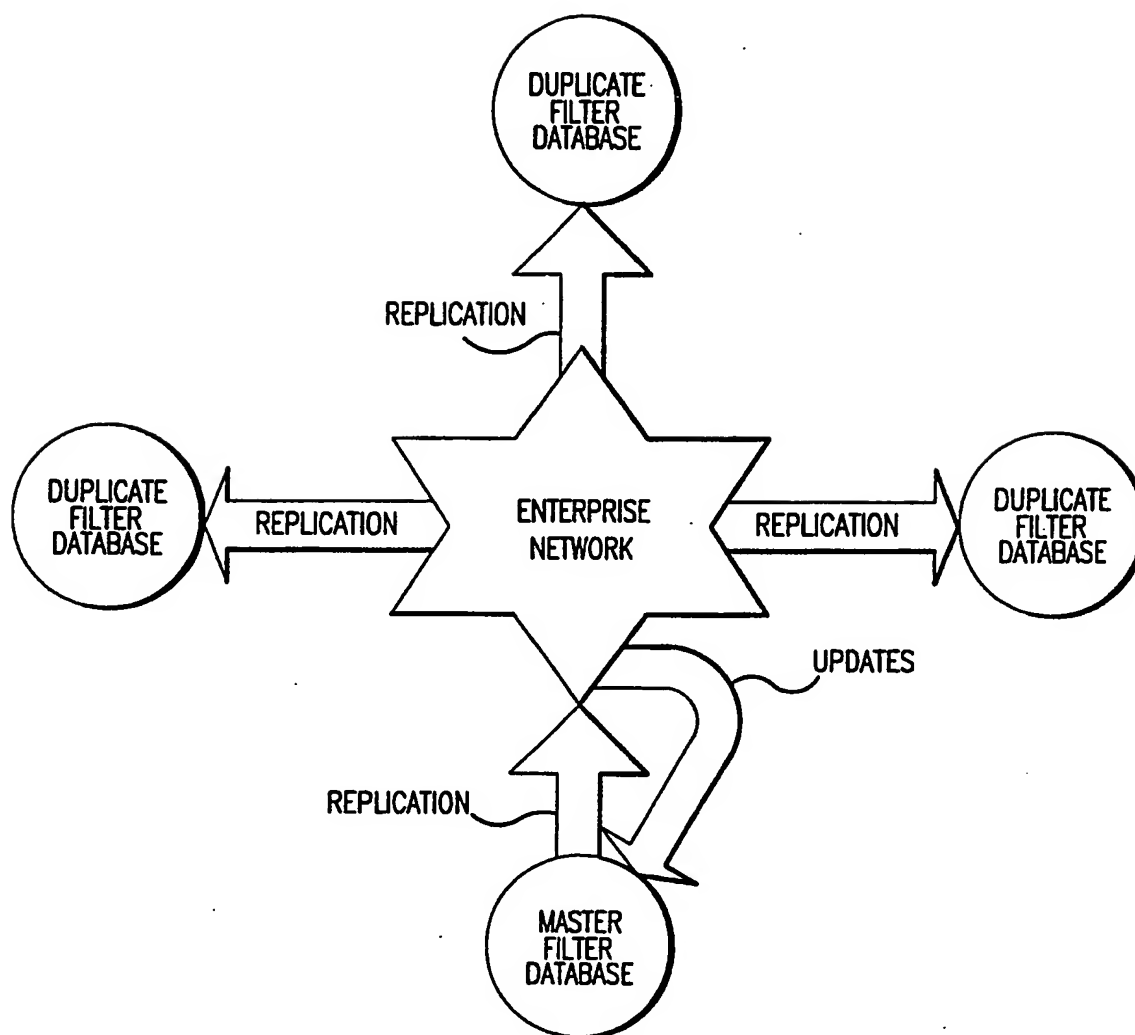 DUPLICATE
FILTER
DATABASE
REPLICATION
DUPLICATE
FILTER
DATABASE
REPLICATION
ENTERPRISE
NETWORK
REPLICATION
DUPLICATE
FILTER
DATABASE
UPDATES
REPLICATION
MASTER
FILTER
DATABASE